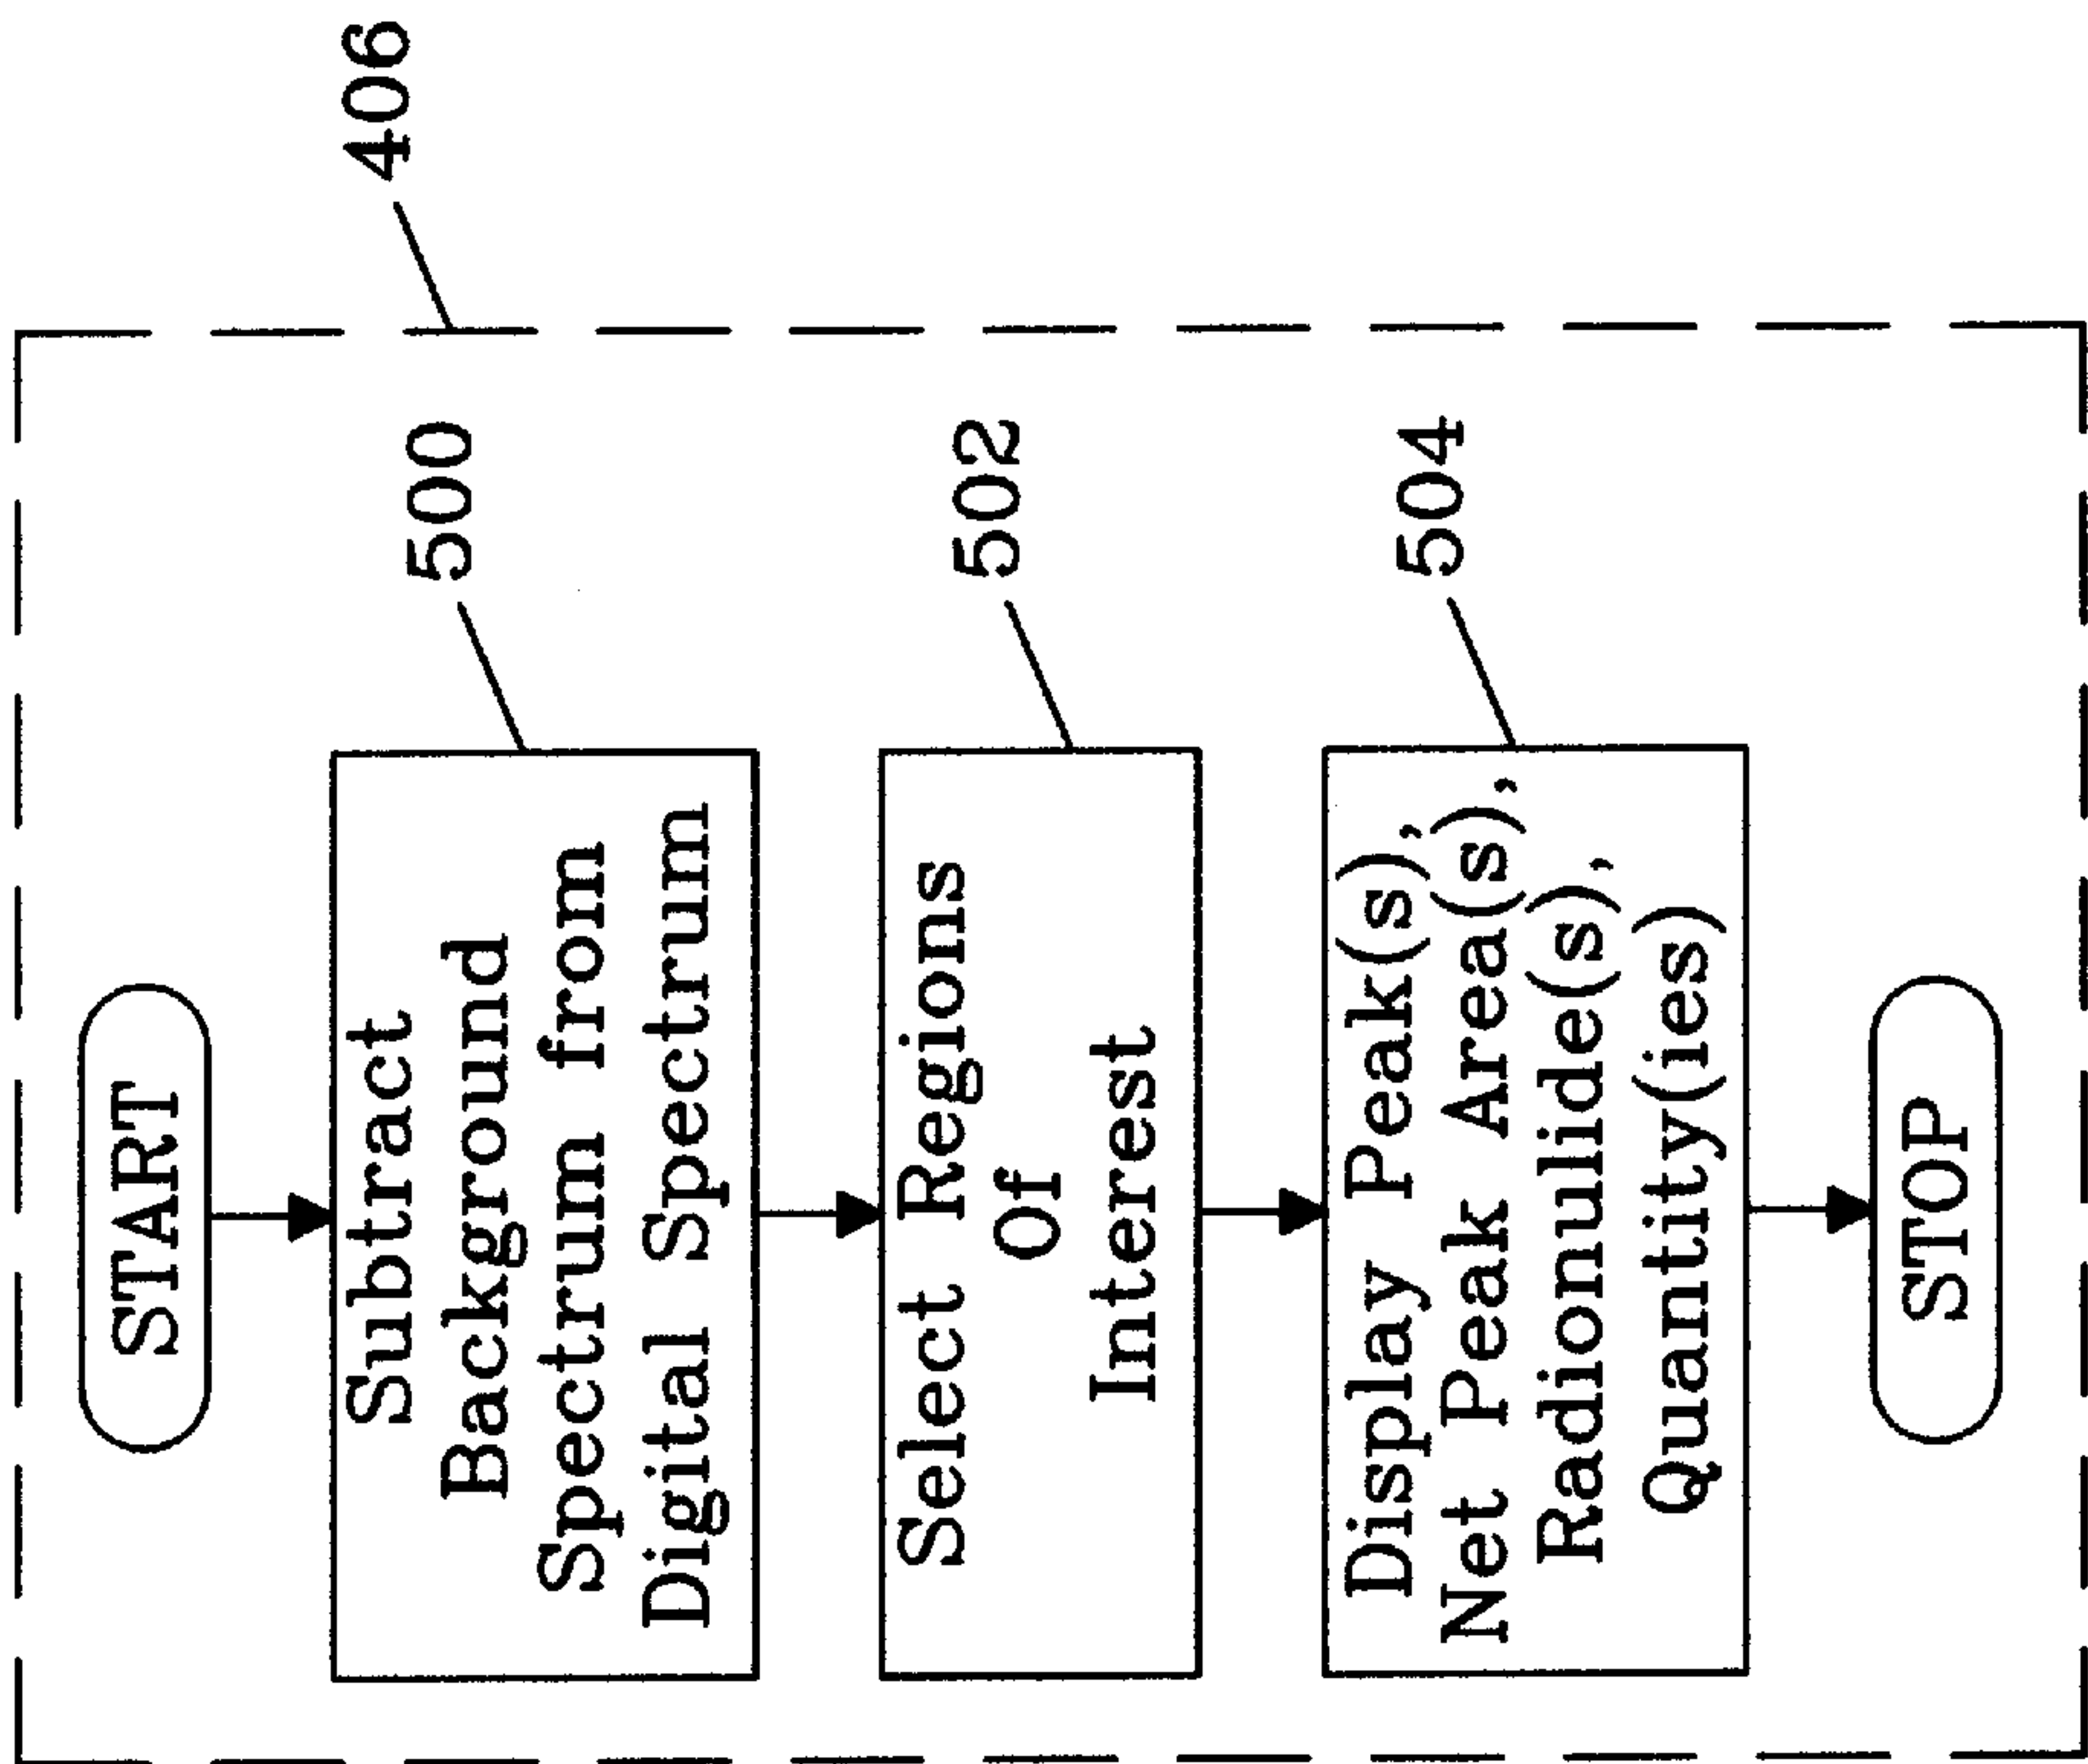 406
START
500
Subtract
Background
Spectrum from
Digital Spectrum
502
Select Regions
Of
Interest
504
Display Peak(s),
Net Peak Area(s),
Radionulide(s),
Quantity(ies)
STOP